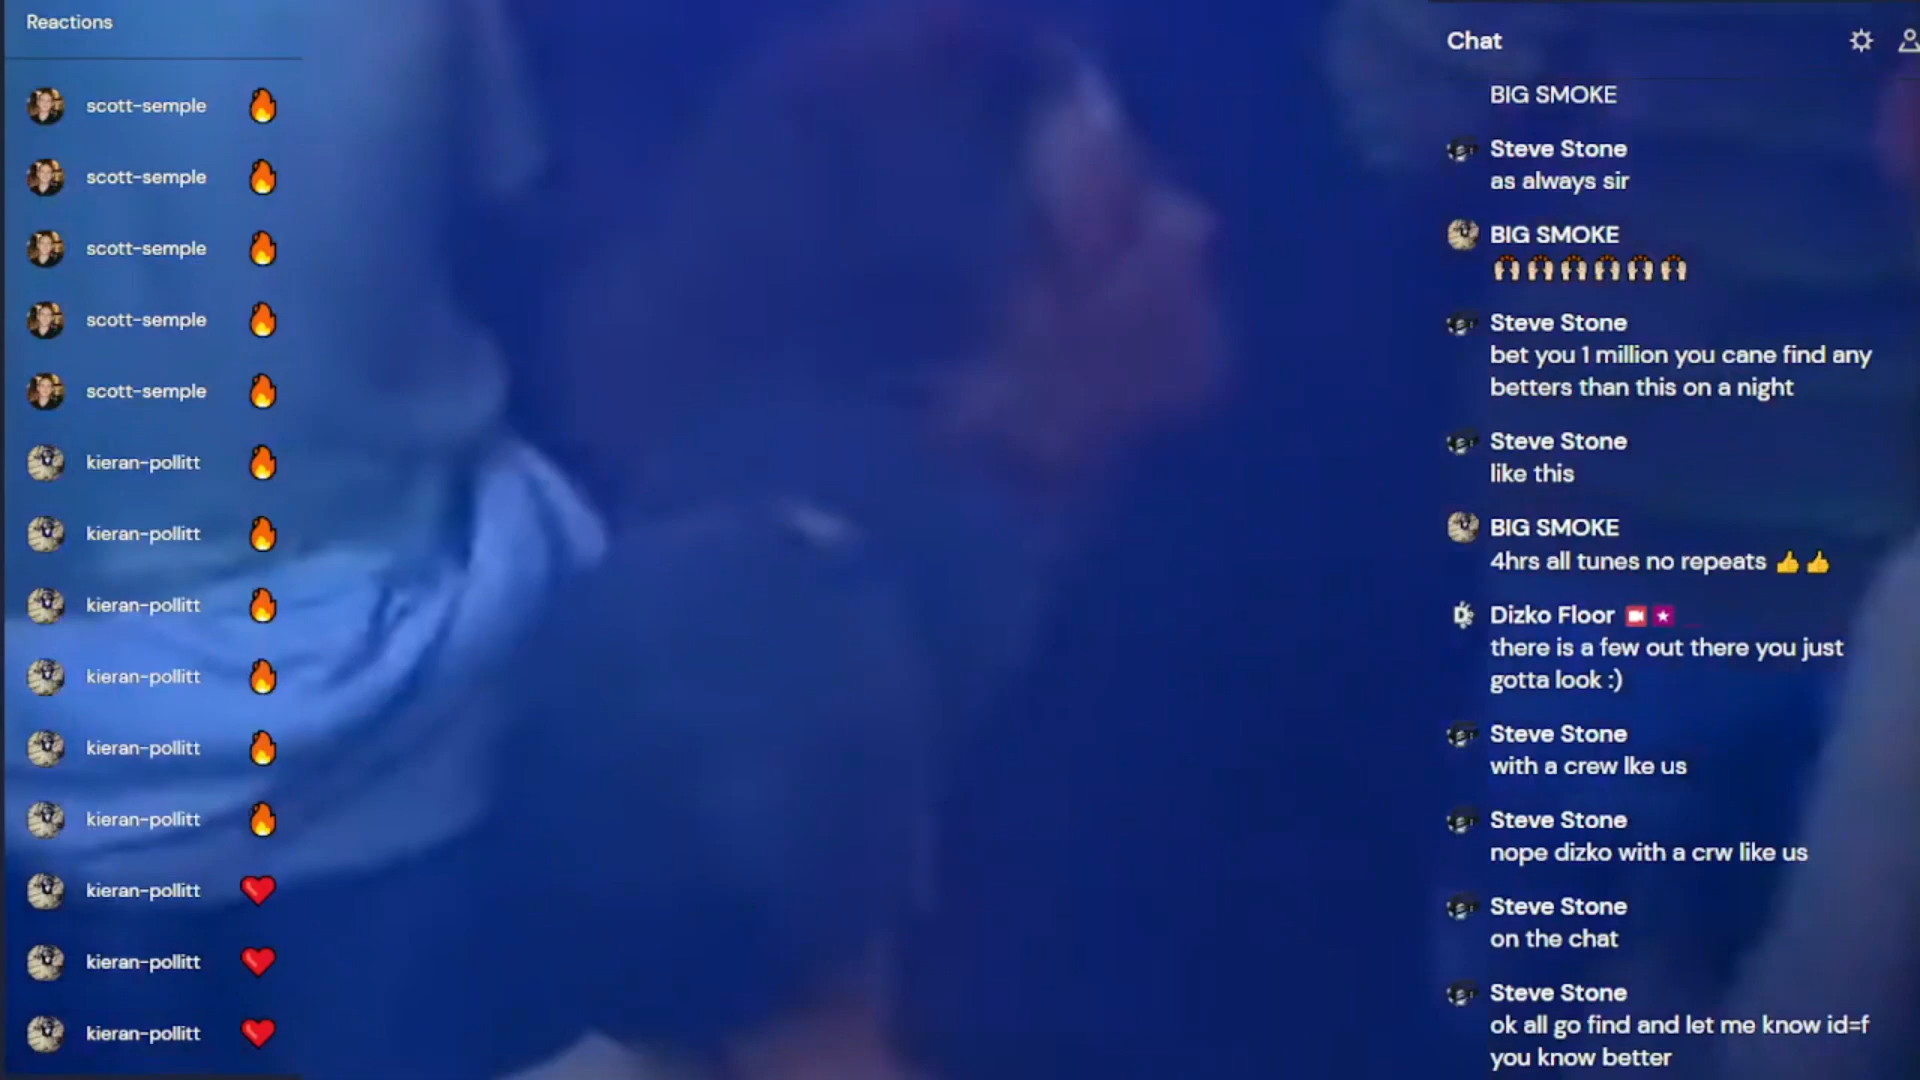 Reactions
scott-semple
scott-semple
scott-semple
scott-semple
scott-semple
kieran-pollitt
kieran-pollitt
kieran-pollitt
kieran-pollitt
kieran-pollitt
kieran-pollitt
kieran-pollitt
kieran-pollitt
kieran-pollitt
Chat
BIG SMOKE
Steve Stone
as always sir
BIG SMOKE
🙌🏻🙌🏻🙌🏻🙌🏻🙌🏻🙌🏻
Steve Stone
bet you 1 million you cane find any
betters than this on a night
Steve Stone
like this
BIG SMOKE
4hrs all tunes no repeats 👍👍
Dizko Floor
there is a few out there you just
gotta look :)
Steve Stone
with a crew lke us
Steve Stone
nope dizko with a crw like us
Steve Stone
on the chat
Steve Stone
ok all go find and let me know id=f
you know better